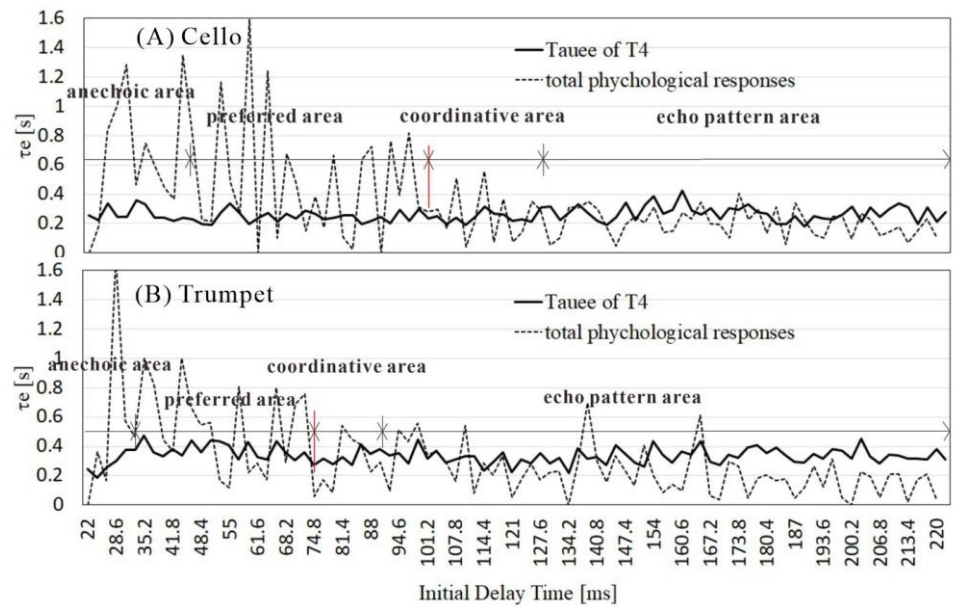 1.6
1.4
1.2
1
0.8
0.6
0.4
0.2
0
τe [s]
(A) Cello
Tauee of T4
total phychological responses
anechoic area
preferred area
coordinative area
echo pattern area
1.6
1.4
1.2
1
0.8
0.6
0.4
0.2
0
τe [s]
(B) Trumpet
Tauee of T4
total phychological responses
anechoic area
preferred area
coordinative area
echo pattern area
22
28.6
35.2
41.8
48.4
55
61.6
68.2
74.8
81.4
88
94.6
101.2
107.8
114.4
121
127.6
134.2
140.8
147.4
154
160.6
167.2
173.8
180.4
187
193.6
200.2
206.8
213.4
220
Initial Delay Time [ms]